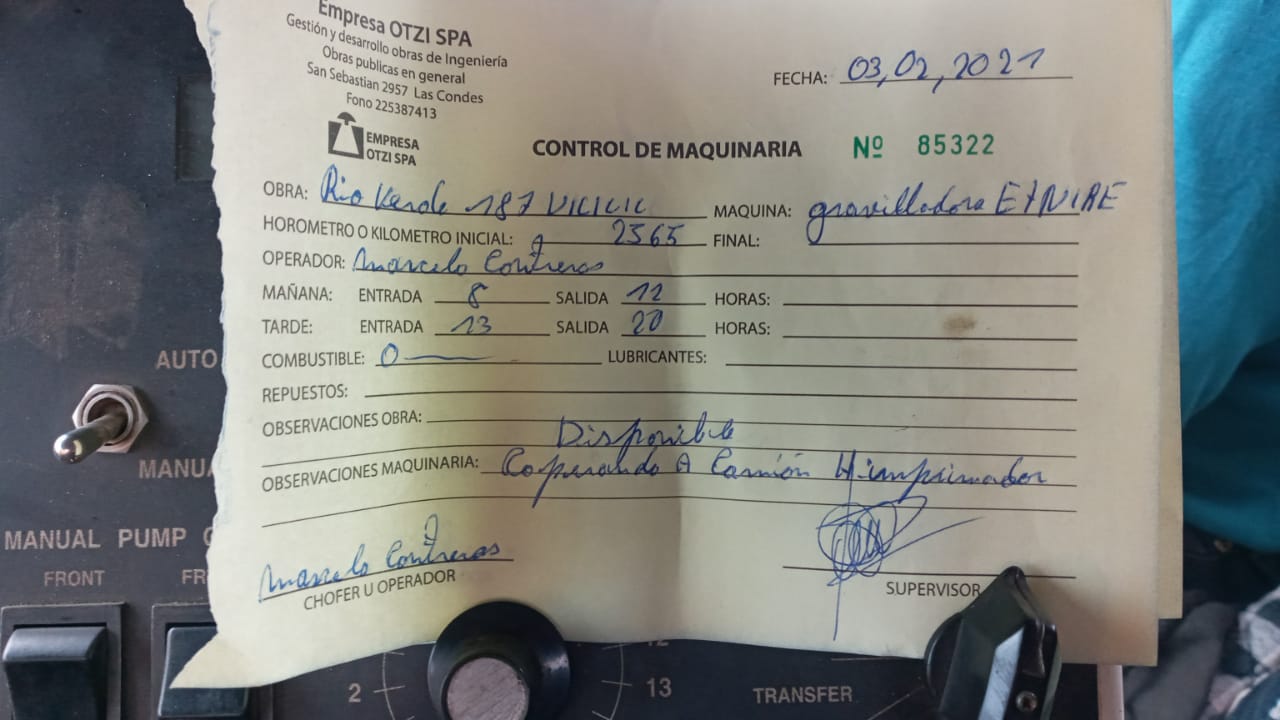 Empresa OTZI SPA
Gestión y desarrollo obras de Ingeniería
Obras publicas en general
San Sebastian 2957 Las Condes
Fono 225387413
EMPRESA
OTZI SPA
FECHA: 03,02,2021
CONTROL DE MAQUINARIA Nº 85322
OBRA: Rio Verde 187 MAQUINA: gravilladora
HOROMETRO O KILOMETRO INICIAL: 2565 FINAL:
OPERADOR: Marcelo Contreras
MAÑANA: ENTRADA 8 SALIDA 12 HORAS:
TARDE: ENTRADA 13 SALIDA 20 HORAS:
COMBUSTIBLE: 0 LUBRICANTES:
REPUESTOS:
OBSERVACIONES OBRA:
Disponible
OBSERVACIONES MAQUINARIA: Coperando A Camión imprimador
Marcelo Contreras
CHOFER U OPERADOR
SUPERVISOR
AUTO
MANUA
MANUAL PUMP
FRONT FR
2 12 13 TRANSFER